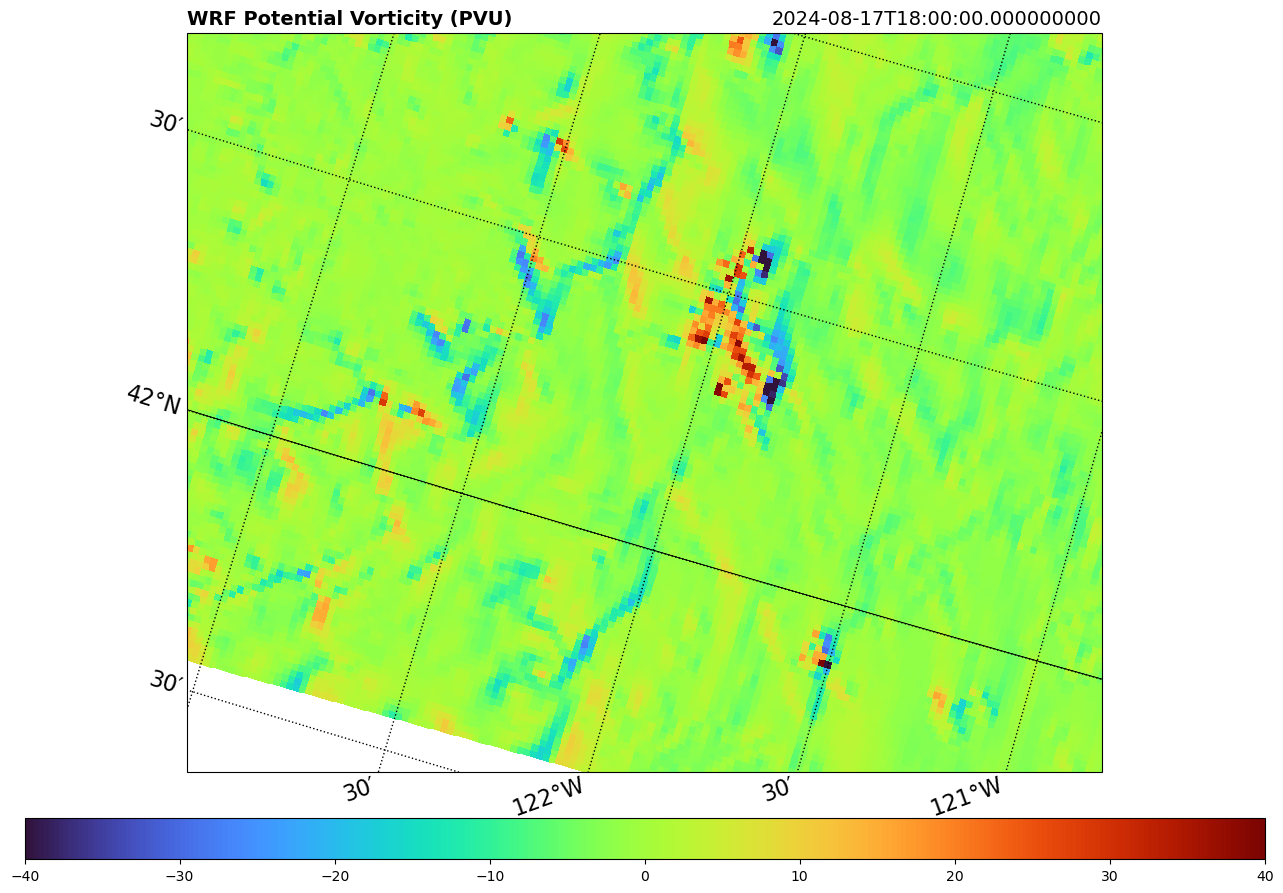 WRF Potential Vorticity (PVU) 2024-08-17T18:00:00.000000000
30′
42°N
30′
30′ 122°W 30′ 121°W
−40 −30 −20 −10 0 10 20 30 40